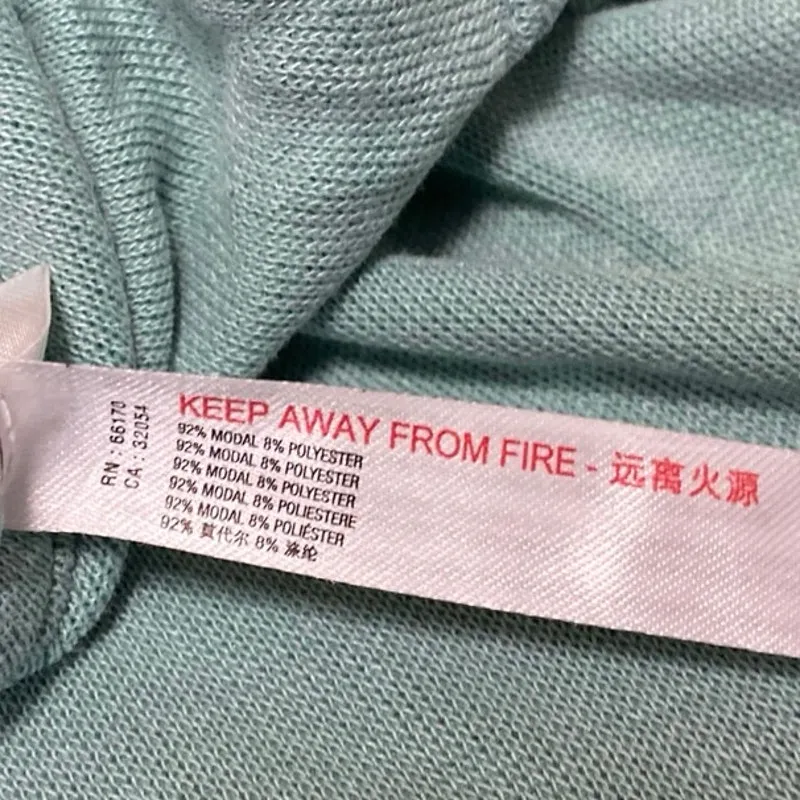 RN : 66170
CA : 32054
KEEP AWAY FROM FIRE - 远离火源
92% MODAL 8% POLYESTER
92% MODAL 8% POLYESTER
92% MODAL 8% POLYESTER
92% MODAL 8% POLIESTERE
92% MODAL 8% POLIÉSTER
92% 莫代尔 8% 涤纶